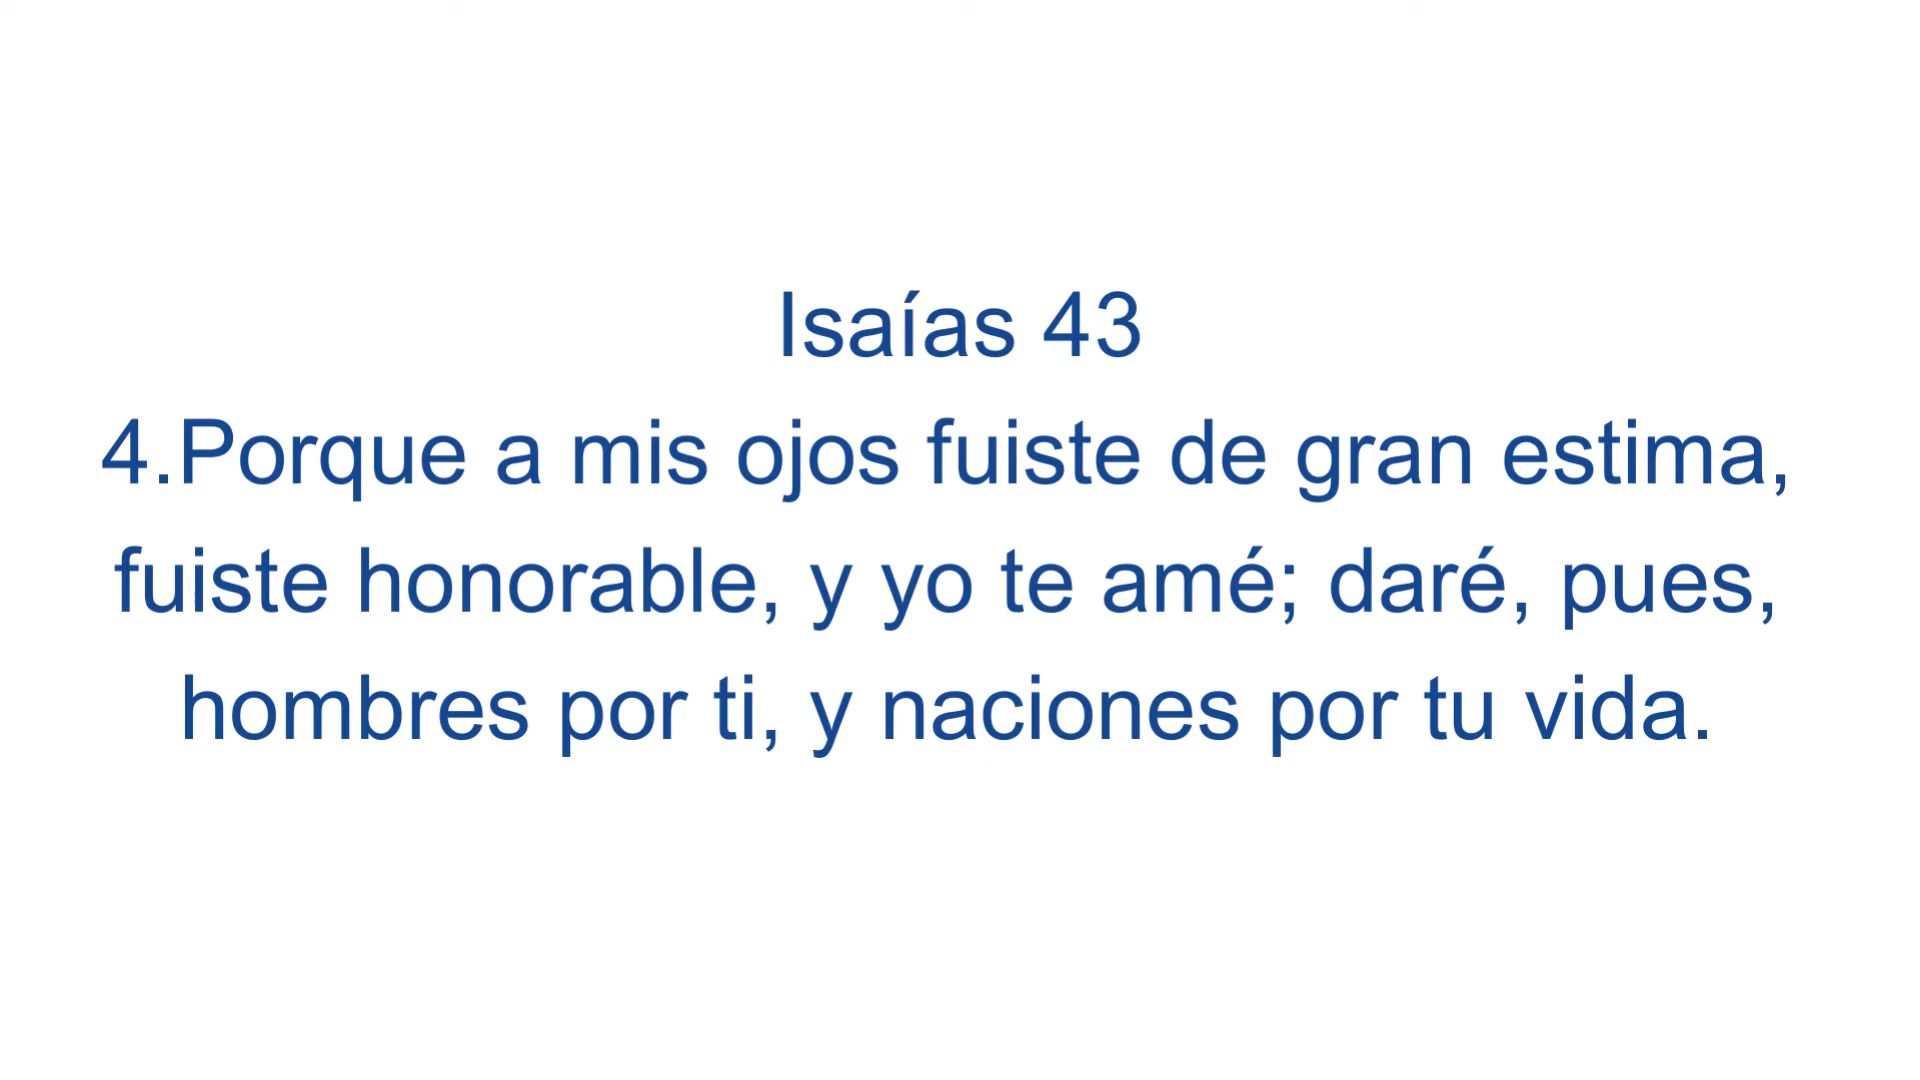 Isaías 43
4.Porque a mis ojos fuiste de gran estima,
fuiste honorable, y yo te amé; daré, pues,
hombres por ti, y naciones por tu vida.